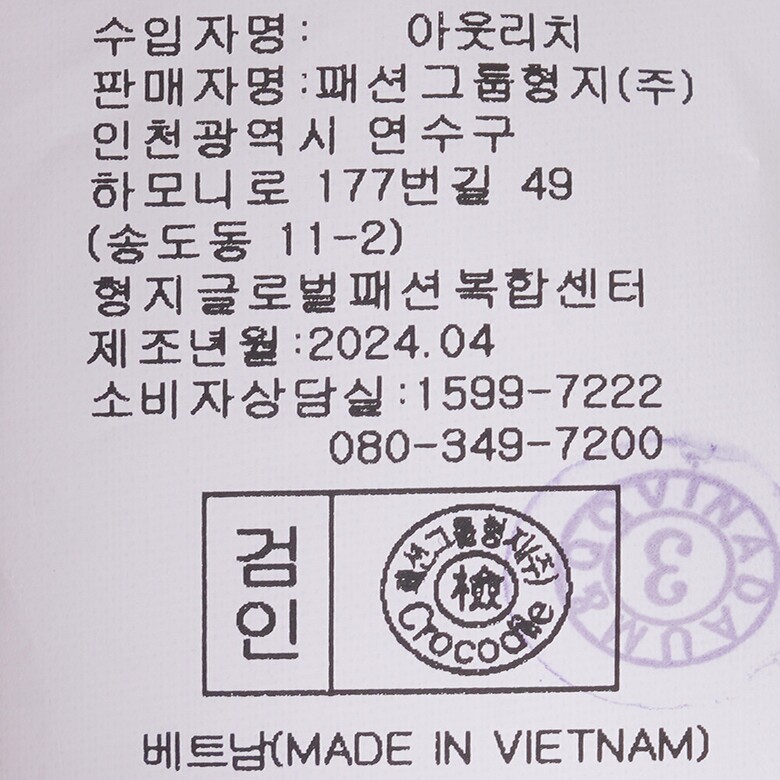 수입자명: 아웃리치
판매자명:패션그룹형지(주)
인천광역시 연수구
하모니로 177번길 49
(송도동 11-2)
형지글로벌패션복합센터
제조년월:2024.04
소비자상담실:1599-7222
080-349-7200
검인
패션그룹형지(주)
檢
Crocodile
3
베트남(MADE IN VIETNAM)